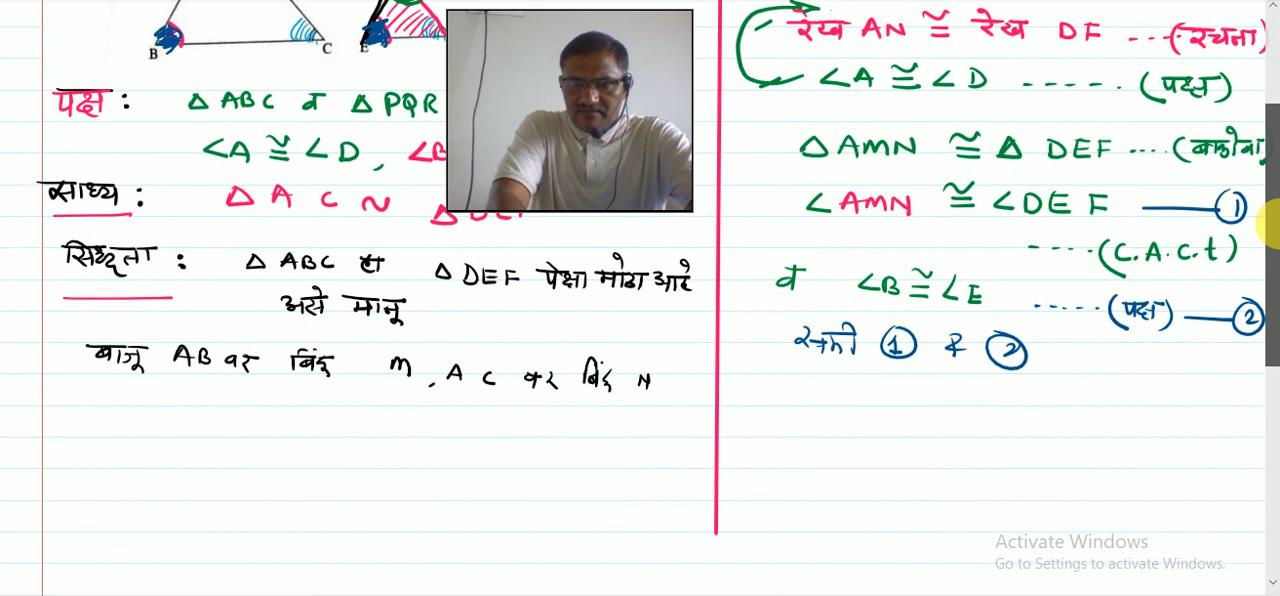 B
C
E
पक्ष : △ ABC व △ PQR
∠A ≅ ∠D, ∠B
साध्य : △ A C ~
सिद्धता : △ ABC हा △ DEF पेक्षा मोठा आहे
असे मानू
बाजू AB वर बिंदू M, A C वर बिंदू N
रेख AN ≅ रेख DF ...(रचना)
∠A ≅ ∠D ----- (पक्ष)
△ AMN ≅ △ DEF ....
∠AMN ≅ ∠DEF —— ①
---- (C.A.C.t)
व ∠B ≅ ∠E ..... (पक्ष) —— ②
① & ②
Activate Windows
Go to Settings to activate Windows.